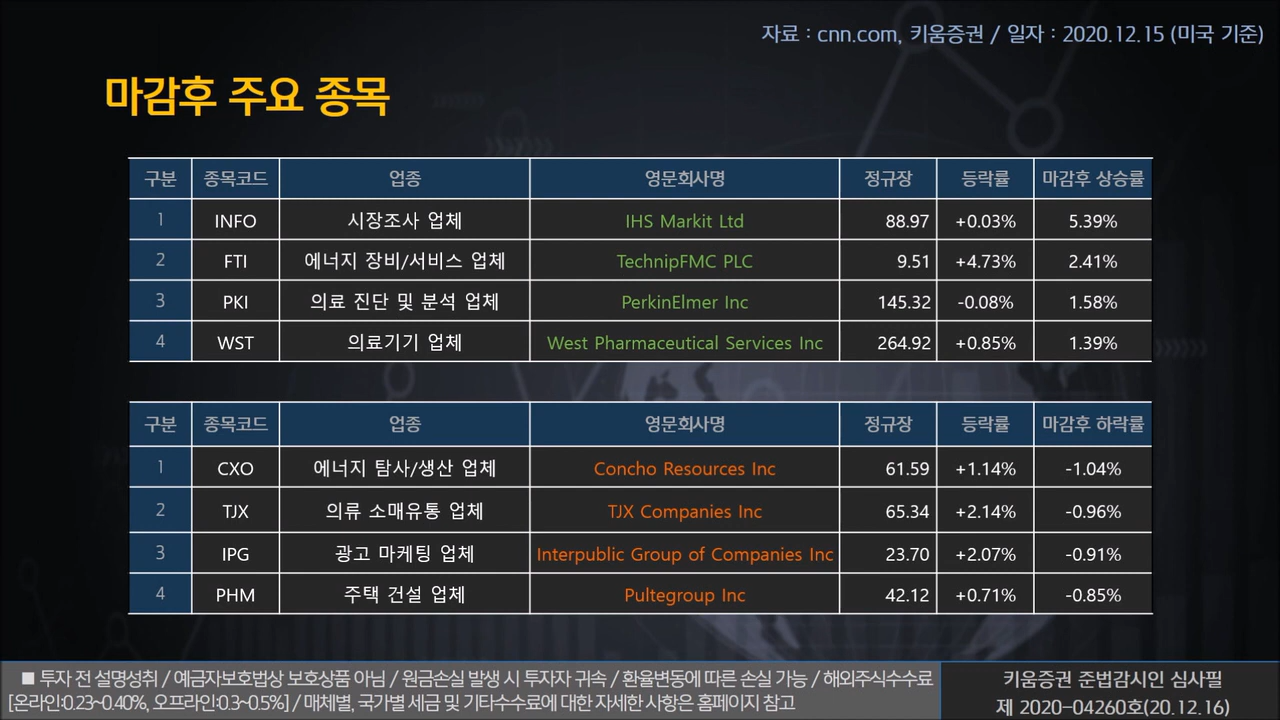 자료 : cnn.com, 키움증권 / 일자 : 2020.12.15 (미국 기준)
마감후 주요 종목
구분 종목코드 업종 영문회사명 정규장 등락률 마감후 상승률
1 INFO 시장조사 업체 IHS Markit Ltd 88.97 +0.03% 5.39%
2 FTI 에너지 장비/서비스 업체 TechnipFMC PLC 9.51 +4.73% 2.41%
3 PKI 의료 진단 및 분석 업체 PerkinElmer Inc 145.32 -0.08% 1.58%
4 WST 의료기기 업체 West Pharmaceutical Services Inc 264.92 +0.85% 1.39%
구분 종목코드 업종 영문회사명 정규장 등락률 마감후 하락률
1 CXO 에너지 탐사/생산 업체 Concho Resources Inc 61.59 +1.14% -1.04%
2 TJX 의류 소매유통 업체 TJX Companies Inc 65.34 +2.14% -0.96%
3 IPG 광고 마케팅 업체 Interpublic Group of Companies Inc 23.70 +2.07% -0.91%
4 PHM 주택 건설 업체 Pultegroup Inc 42.12 +0.71% -0.85%
■ 투자 전 설명성취 / 예금자보호법상 보호상품 아님 / 원금손실 발생 시 투자자 귀속 / 환율변동에 따른 손실 가능 / 해외주식수수료
[온라인:0.23~0.40%, 오프라인:0.3~0.5%] / 매체별, 국가별 세금 및 기타수수료에 대한 자세한 사항은 홈페이지 참고
키움증권 준법감시인 심사필
제 2020-04260호(20.12.16)